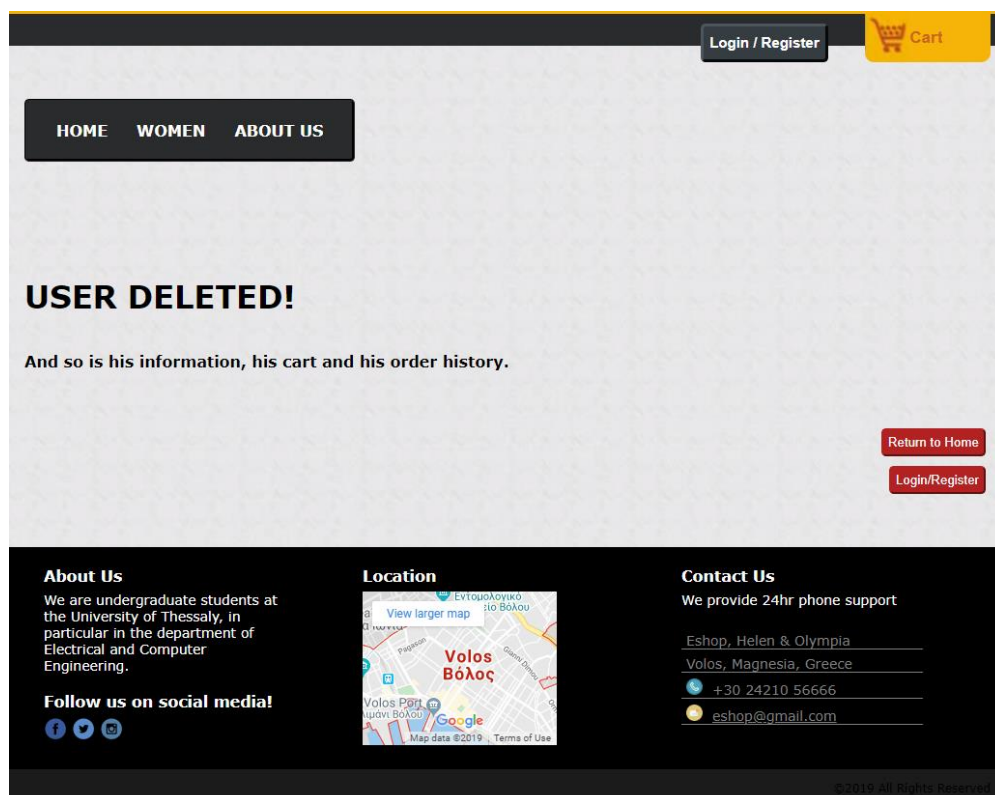 Login / Register
Cart
HOME WOMEN ABOUT US
USER DELETED!
And so is his information, his cart and his order history.
Return to Home
Login/Register
About Us
We are undergraduate students at
the University of Thessaly, in
particular in the department of
Electrical and Computer
Engineering.
Follow us on social media!
Location
Εντομολογικό
View larger map
Βόλου
Pagason
Volos
Βόλος
Volos Port
Βόλου
Google
Map data ©2019 Terms of Use
Contact Us
We provide 24hr phone support
Eshop, Helen & Olympia
Volos, Magnesia, Greece
+30 24210 56666
eshop@gmail.com
©2019 All Rights Reserved